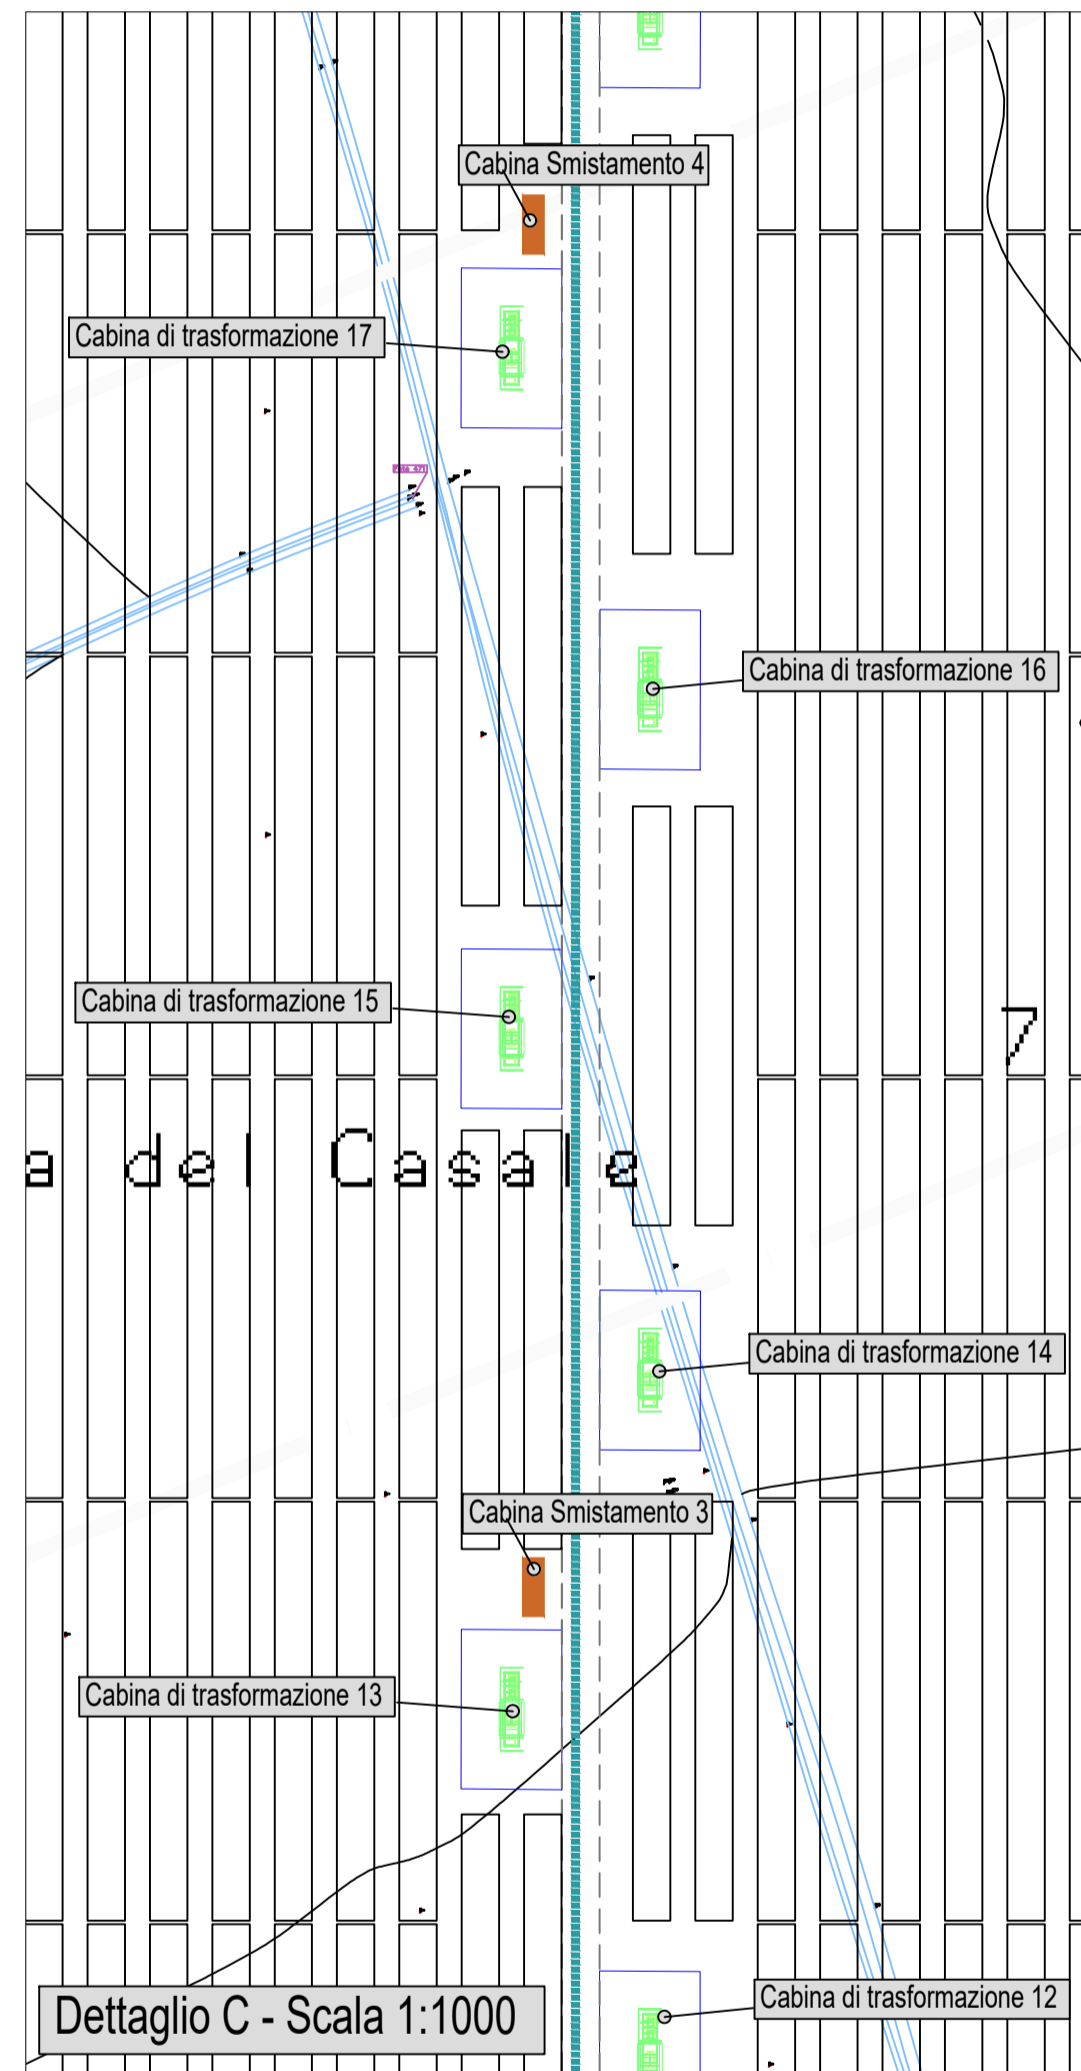 Cabina Smistamento 4
Cabina di trasformazione 17
Cabina di trasformazione 16
Cabina di trasformazione 15
7
a del Casale
Cabina di trasformazione 14
Cabina Smistamento 3
Cabina di trasformazione 13
Cabina di trasformazione 12
Dettaglio C - Scala 1:1000